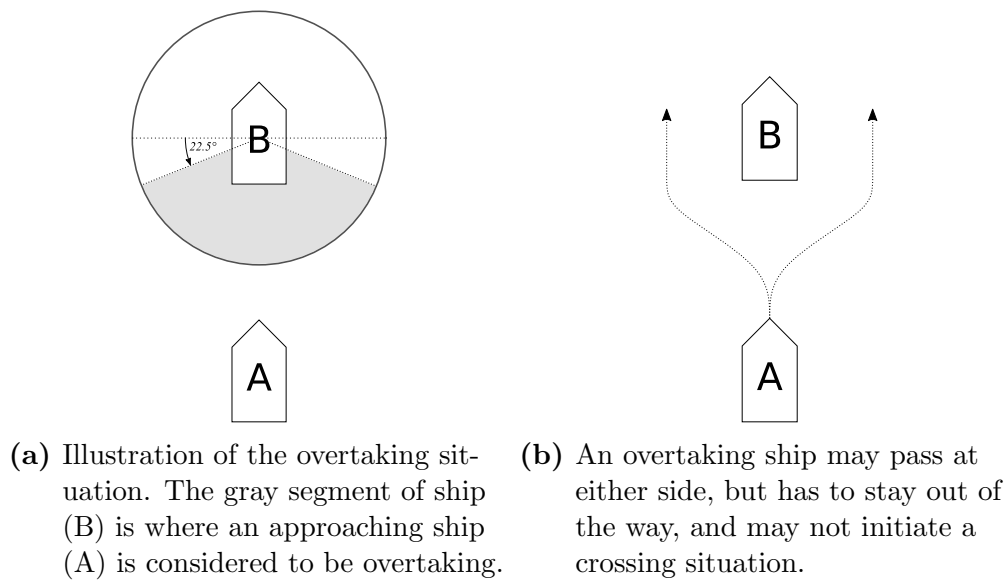 B
22.5°
A
B
A
(a) Illustration of the overtaking sit-
uation. The gray segment of ship
(B) is where an approaching ship
(A) is considered to be overtaking.
(b) An overtaking ship may pass at
either side, but has to stay out of
the way, and may not initiate a
crossing situation.